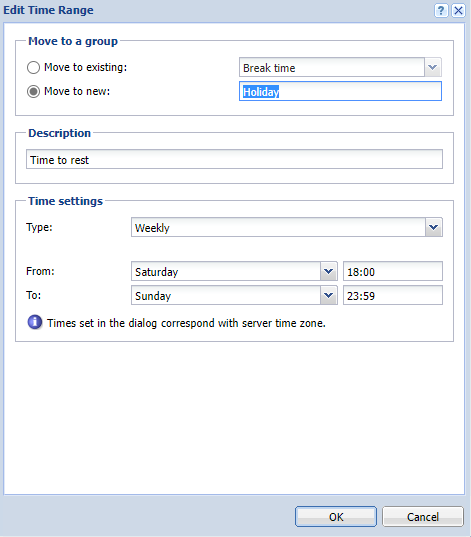 Edit Time Range
Move to a group
Move to existing: Break time
Move to new: Holiday
Description
Time to rest
Time settings
Type: Weekly
From: Saturday 18:00
To: Sunday 23:59
Times set in the dialog correspond with server time zone.
OK Cancel